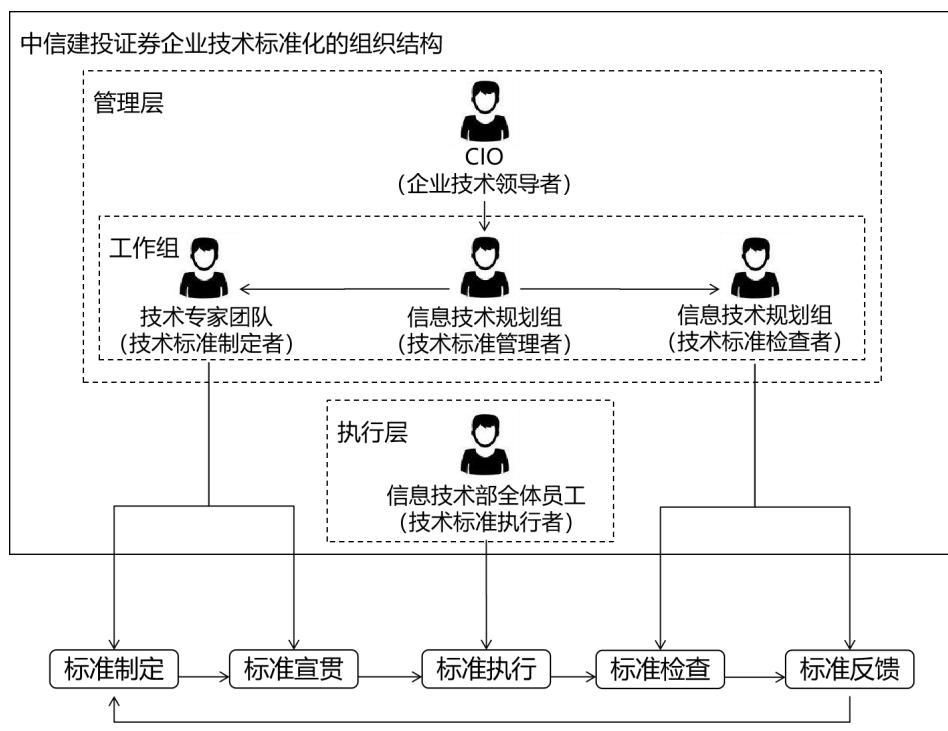 中信建投证券企业技术标准化的组织结构
管理层
CIO
（企业技术领导者）
工作组
技术专家团队
（技术标准制定者）
信息技术规划组
（技术标准管理者）
信息技术规划组
（技术标准检查者）
执行层
信息技术部全体员工
（技术标准执行者）
标准制定
标准宣贯
标准执行
标准检查
标准反馈